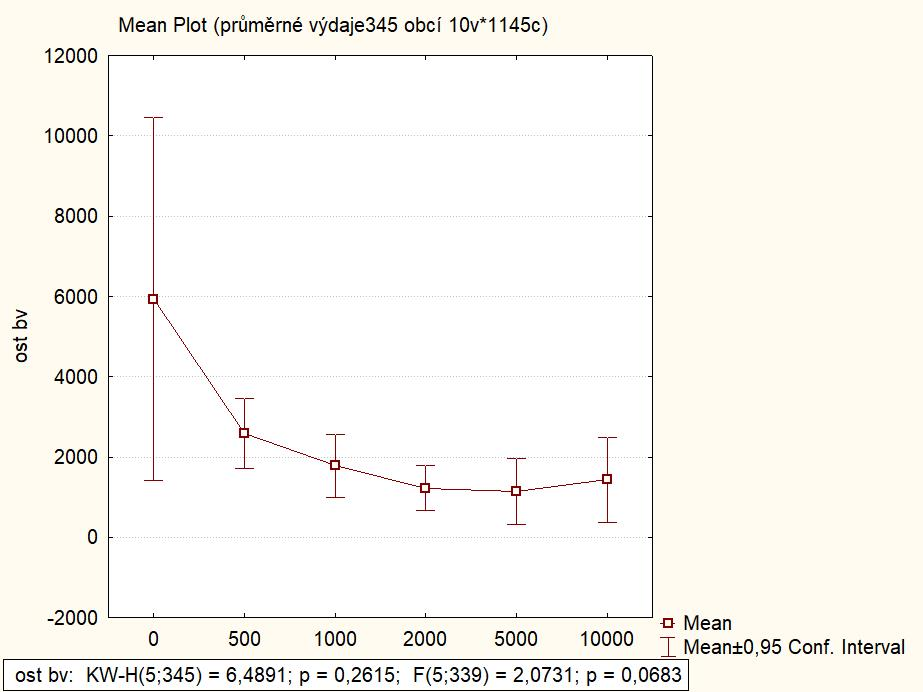 Mean Plot (průměrné výdaje345 obcí 10v*1145c)
12000
10000
8000
6000
4000
2000
0
-2000
ost bv
0 500 1000 2000 5000 10000
Mean
Mean±0,95 Conf. Interval
ost bv: KW-H(5;345) = 6,4891; p = 0,2615; F(5;339) = 2,0731; p = 0,0683